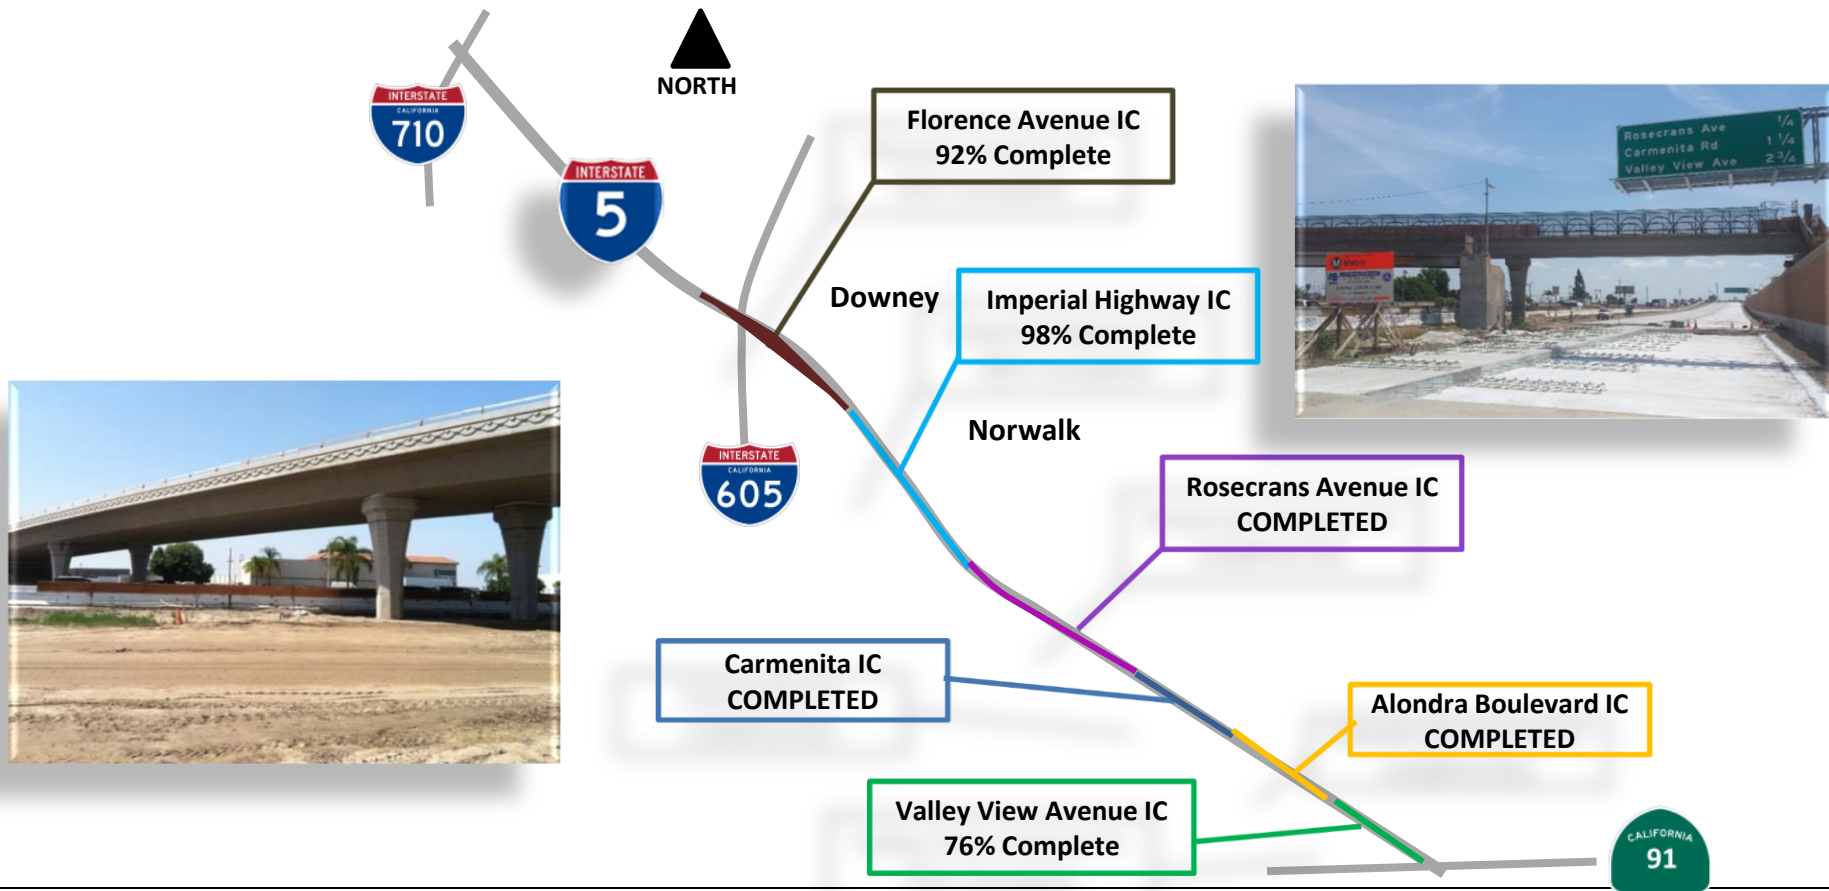 NORTH
INTERSTATE
CALIFORNIA
710
INTERSTATE
5
Florence Avenue IC
92% Complete
Rosecrans Ave 1/4
Carmenita Rd 1 1/4
Valley View Ave 2 3/4
Metro
Downey
Imperial Highway IC
98% Complete
Norwalk
INTERSTATE
CALIFORNIA
605
Rosecrans Avenue IC
COMPLETED
Carmenita IC
COMPLETED
Alondra Boulevard IC
COMPLETED
Valley View Avenue IC
76% Complete
CALIFORNIA
91